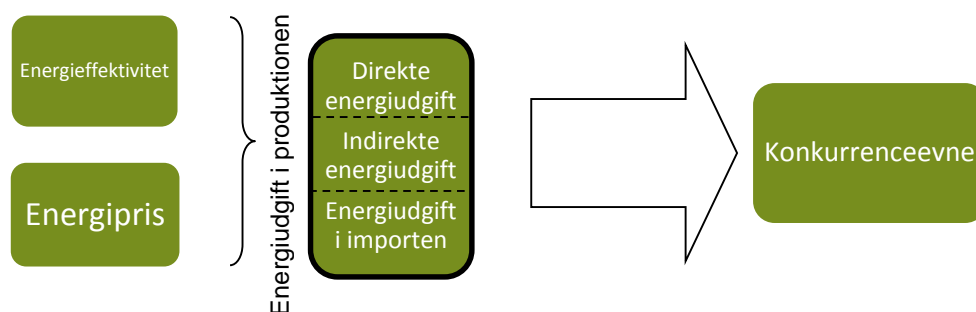 Energieffektivitet
Energipris
Energiudgift i produktionen
Direkte
energiudgift
Indirekte
energiudgift
Energiudgift
i importen
Konkurrenceevne